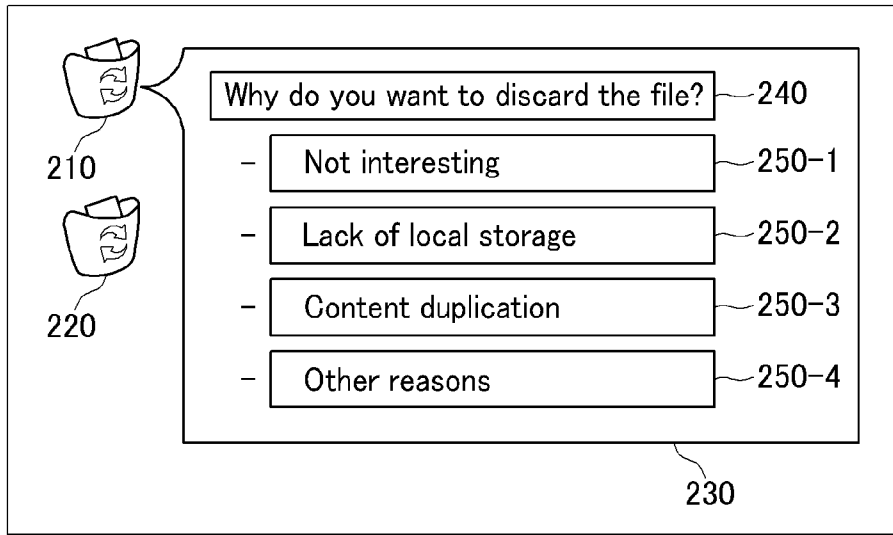 Why do you want to discard the file? 240
210
- Not interesting 250-1
- Lack of local storage 250-2
220
- Content duplication 250-3
- Other reasons 250-4
230